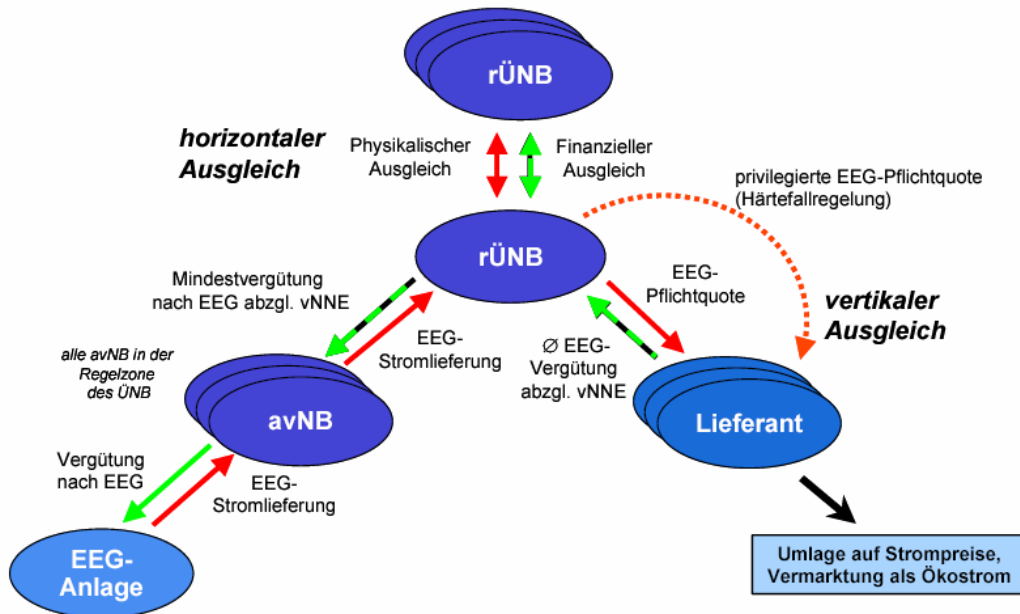 rÜNB
horizontaler
Ausgleich
Physikalischer
Ausgleich
Finanzieller
Ausgleich
privilegierte EEG-Pflichtquote
(Härtefallregelung)
rÜNB
Mindestvergütung
nach EEG abzgl. vNNE
EEG-
Pflichtquote
vertikaler
Ausgleich
EEG-
Stromlieferung
Ø EEG-
Vergütung
abzgl. vNNE
alle avNB in der
Regelzone
des ÜNB
avNB
Lieferant
Vergütung
nach EEG
EEG-
Stromlieferung
EEG-
Anlage
Umlage auf Strompreise,
Vermarktung als Ökostrom